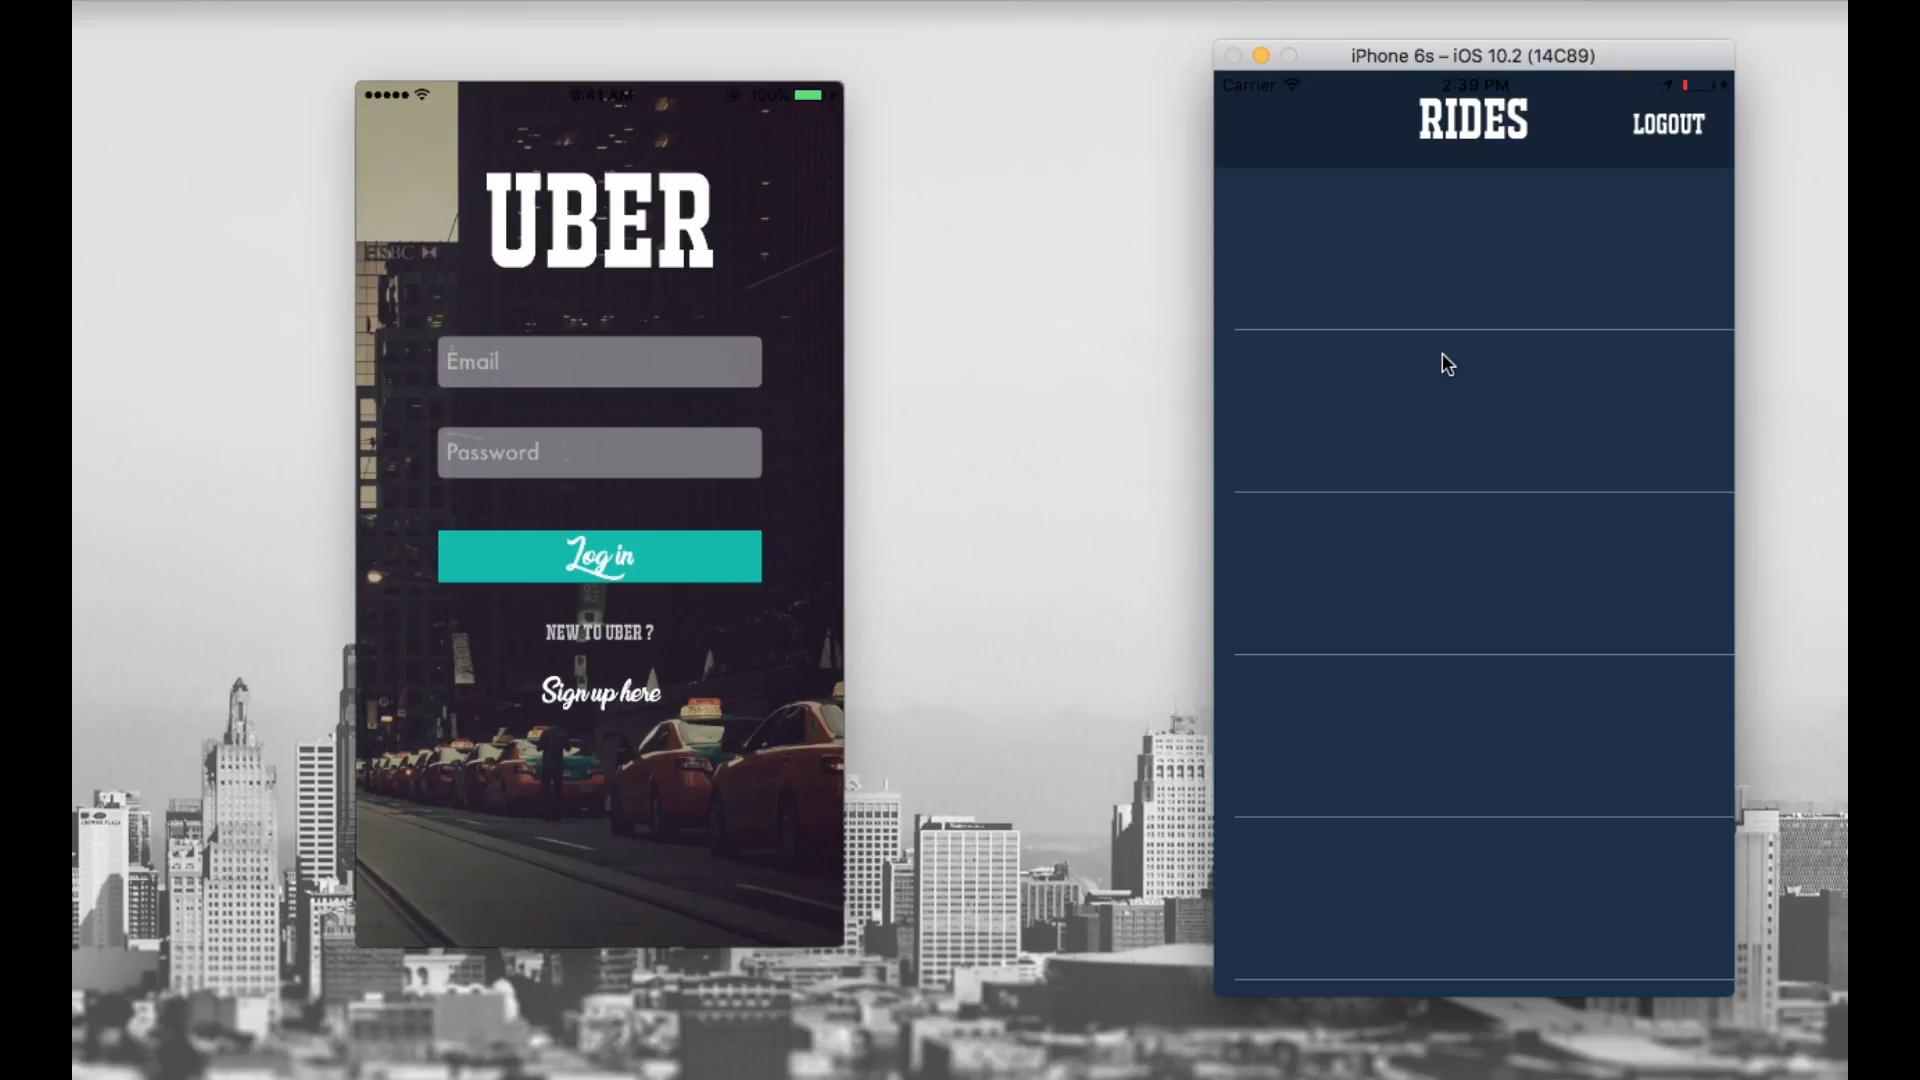 9:41 AM
100%
HSBC
UBER
Email
Password
Log in
NEW TO UBER ?
Sign up here
iPhone 6s – iOS 10.2 (14C89)
Carrier
2:39 PM
RIDES
LOGOUT